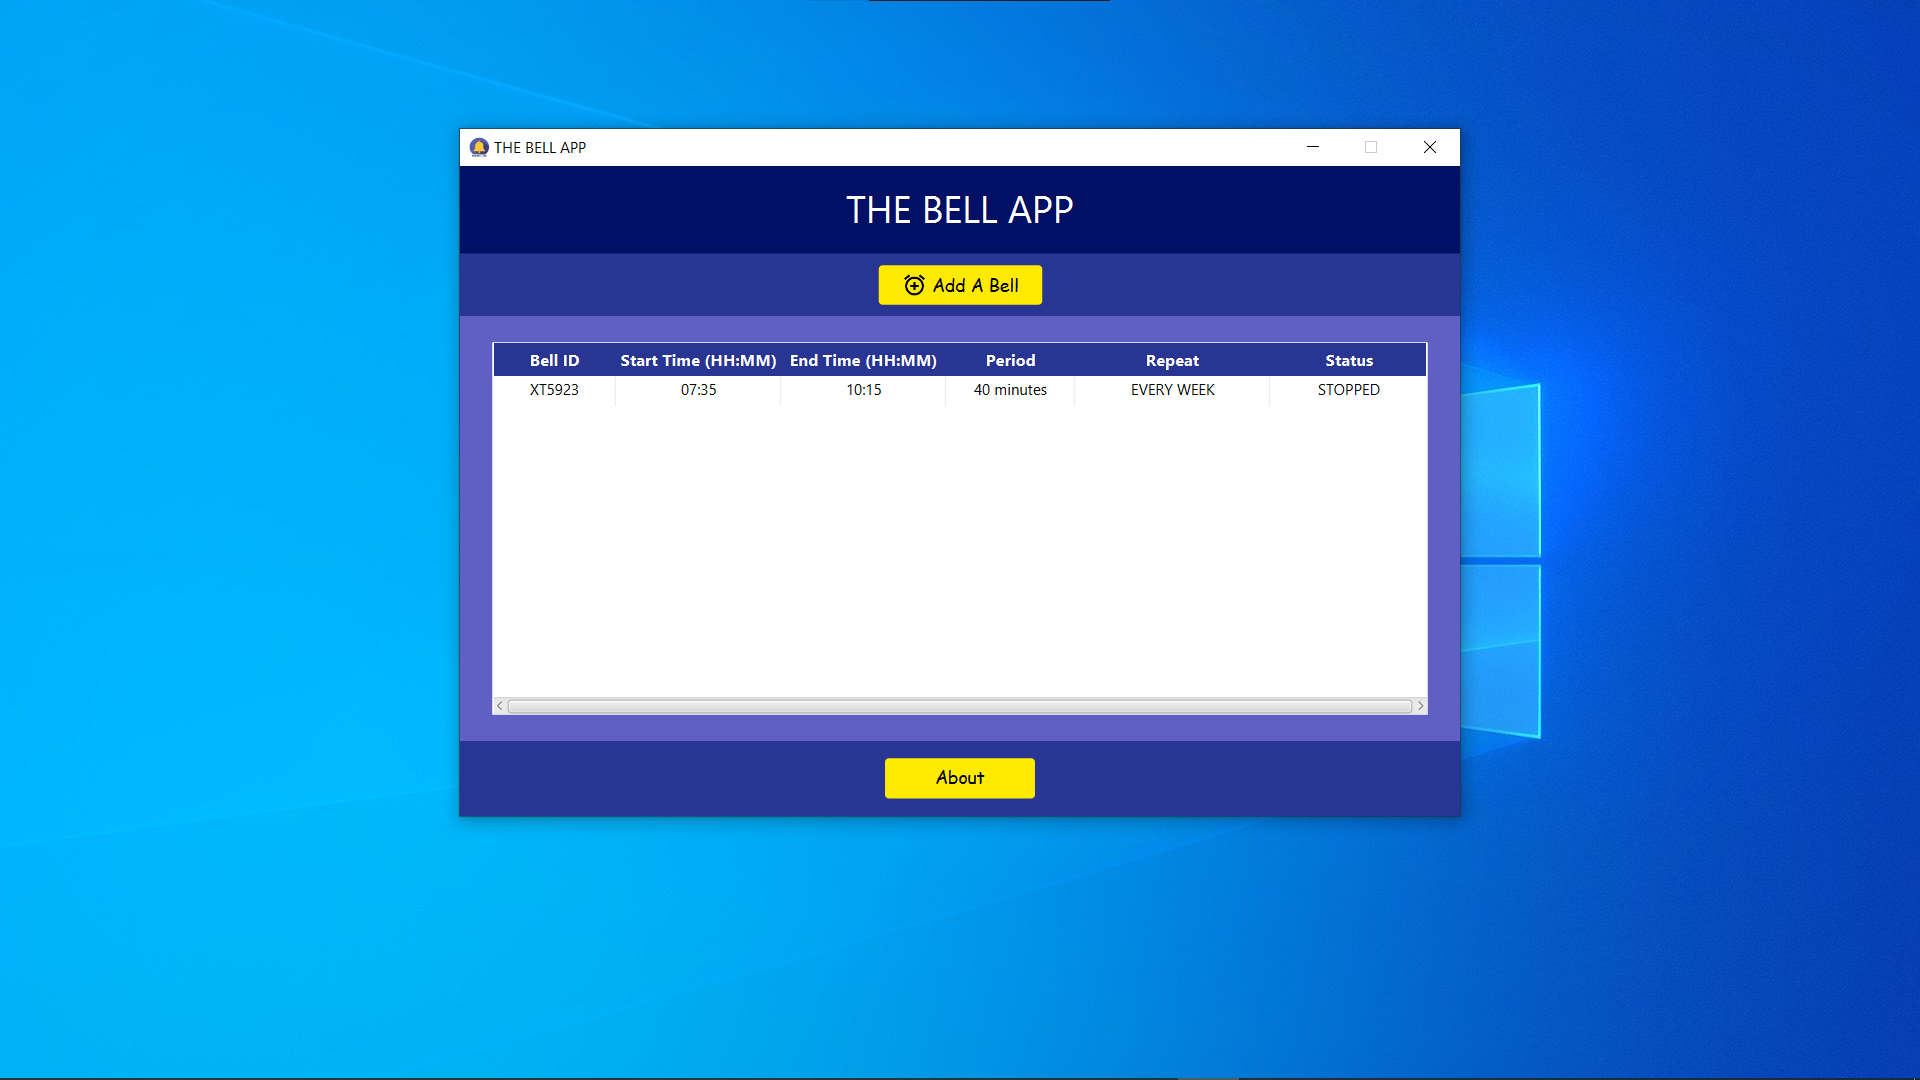 THE BELL APP
THE BELL APP
Add A Bell
Bell ID Start Time (HH:MM) End Time (HH:MM) Period Repeat Status
XT5923 07:35 10:15 40 minutes EVERY WEEK STOPPED
About